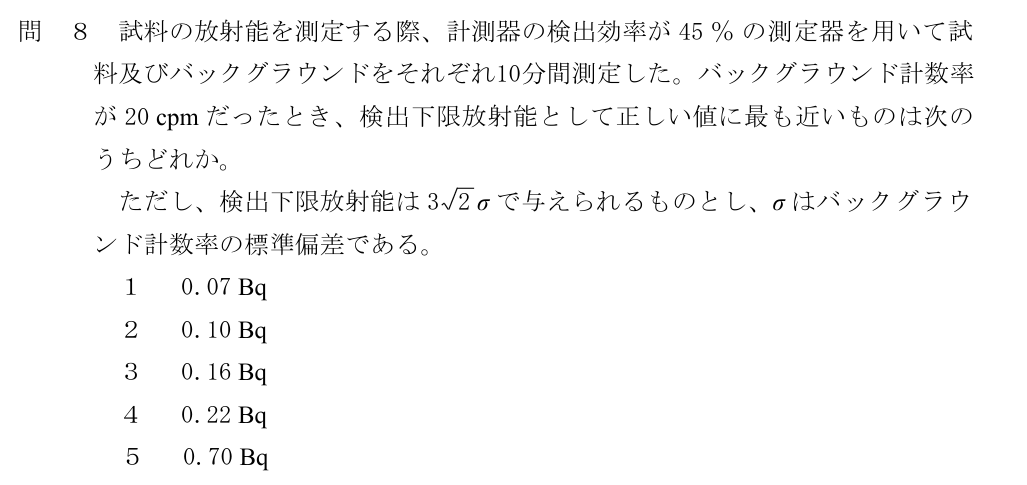 問 8 試料の放射能を測定する際、計測器の検出効率が 45 % の測定器を用いて試
料及びバックグラウンドをそれぞれ10分間測定した。バックグラウンド計数率
が 20 cpm だったとき、検出下限放射能として正しい値に最も近いものは次の
うちどれか。
ただし、検出下限放射能は 3√2 σ で与えられるものとし、σ はバックグラウ
ンド計数率の標準偏差である。
1 0.07 Bq
2 0.10 Bq
3 0.16 Bq
4 0.22 Bq
5 0.70 Bq